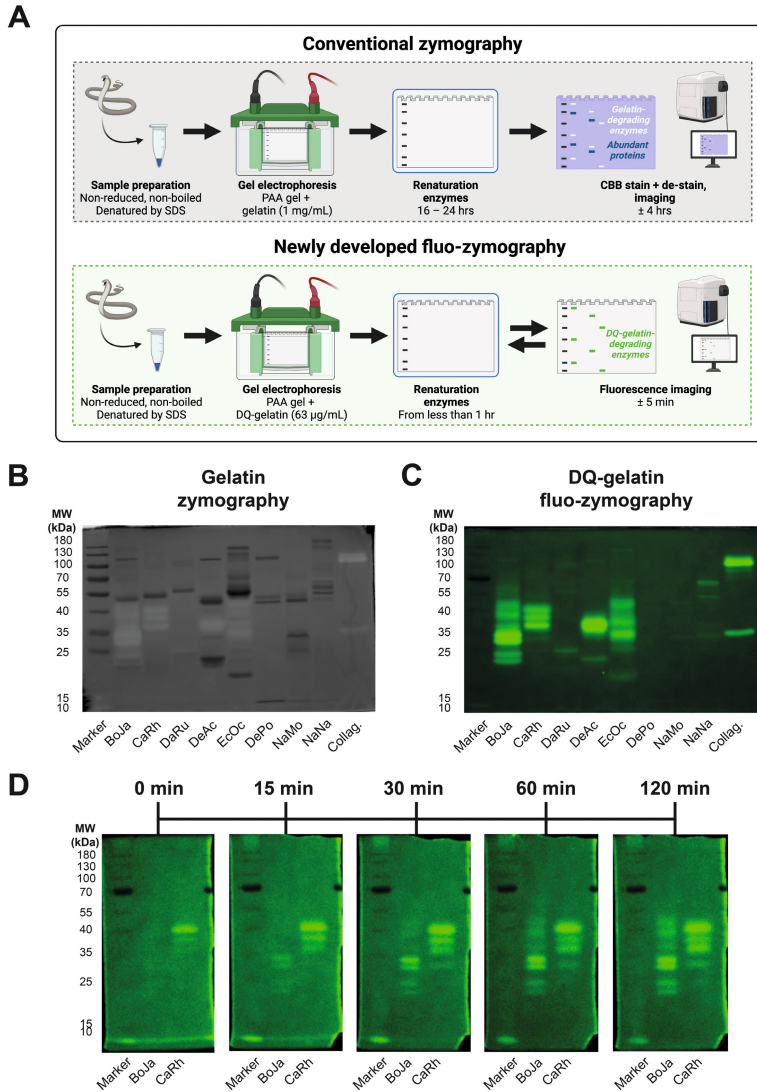 A
Conventional zymography
Gelatin-
degrading
enzymes
Abundant
proteins
Sample preparation
Non-reduced, non-boiled
Denatured by SDS
Gel electrophoresis
PAA gel +
gelatin (1 mg/mL)
Renaturation
enzymes
16 – 24 hrs
CBB stain + de-stain,
imaging
± 4 hrs
Newly developed fluo-zymography
DQ-gelatin-
degrading
enzymes
Sample preparation
Non-reduced, non-boiled
Denatured by SDS
Gel electrophoresis
PAA gel +
DQ-gelatin (63 µg/mL)
Renaturation
enzymes
From less than 1 hr
Fluorescence imaging
± 5 min
B
Gelatin
zymography
MW
(kDa)
180
130
100
70
55
40
35
25
15
10
Marker
BoJa
CaRh
DaRu
DeAc
EcOc
DePo
NaMo
NaNa
Collag.
C
DQ-gelatin
fluo-zymography
MW
(kDa)
180
130
100
70
55
40
35
25
15
10
Marker
BoJa
CaRh
DaRu
DeAc
EcOc
DePo
NaMo
NaNa
Collag.
D
0 min
15 min
30 min
60 min
120 min
MW
(kDa)
180
130
100
70
55
40
35
25
15
10
Marker
BoJa
CaRh
Marker
BoJa
CaRh
Marker
BoJa
CaRh
Marker
BoJa
CaRh
Marker
BoJa
CaRh